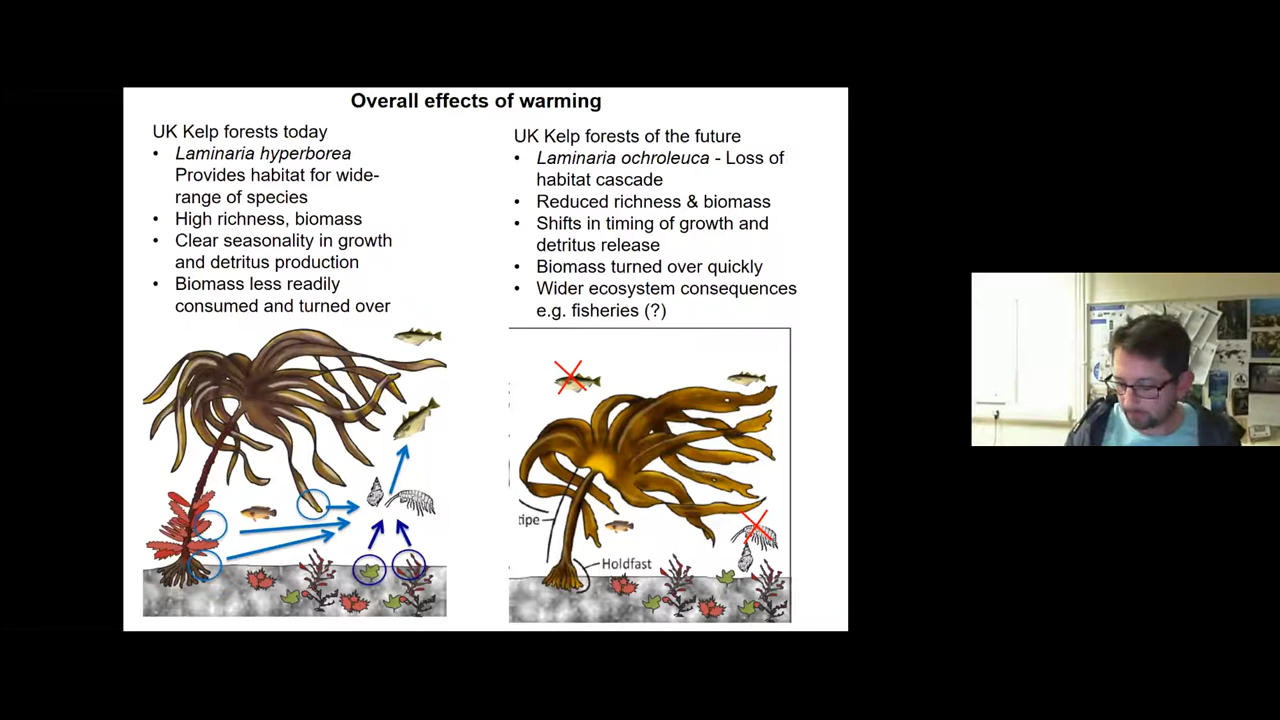 Overall effects of warming
UK Kelp forests today
• Laminaria hyperborea
Provides habitat for wide-
range of species
• High richness, biomass
• Clear seasonality in growth
and detritus production
• Biomass less readily
consumed and turned over
UK Kelp forests of the future
• Laminaria ochroleuca - Loss of
habitat cascade
• Reduced richness & biomass
• Shifts in timing of growth and
detritus release
• Biomass turned over quickly
• Wider ecosystem consequences
e.g. fisheries (?)
tipe
Holdfast